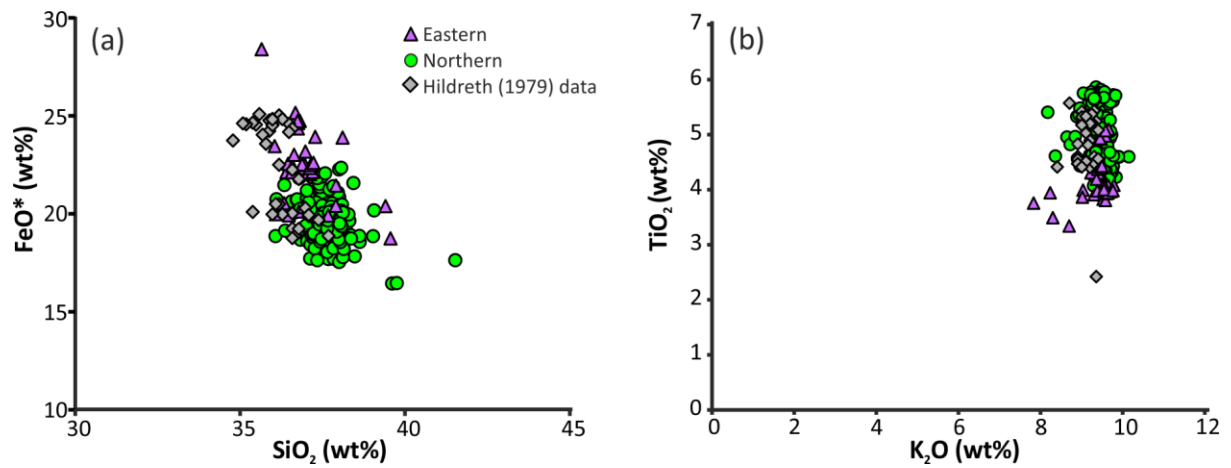 (a)
Eastern
Northern
Hildreth (1979) data
FeO* (wt%)
30
25
20
15
10
30
35
40
45
SiO₂ (wt%)
(b)
TiO₂ (wt%)
7
6
5
4
3
2
1
0
0
2
4
6
8
10
12
K₂O (wt%)